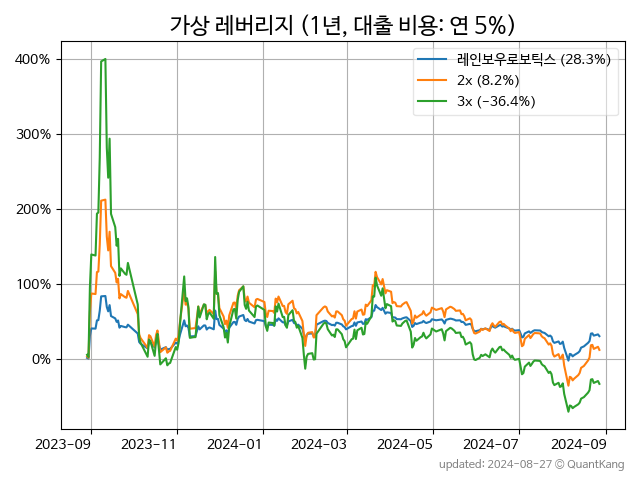 가상 레버리지 (1년, 대출 비용: 연 5%)
레인보우로보틱스 (28.3%)
2x (8.2%)
3x (−36.4%)
400%
300%
200%
100%
0%
2023-09
2023-11
2024-01
2024-03
2024-05
2024-07
2024-09
updated: 2024-08-27 © QuantKang